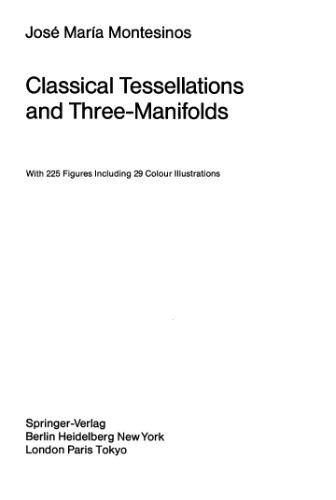 José María Montesinos
Classical Tessellations
and Three-Manifolds
With 225 Figures Including 29 Colour Illustrations
Springer-Verlag
Berlin Heidelberg New York
London Paris Tokyo